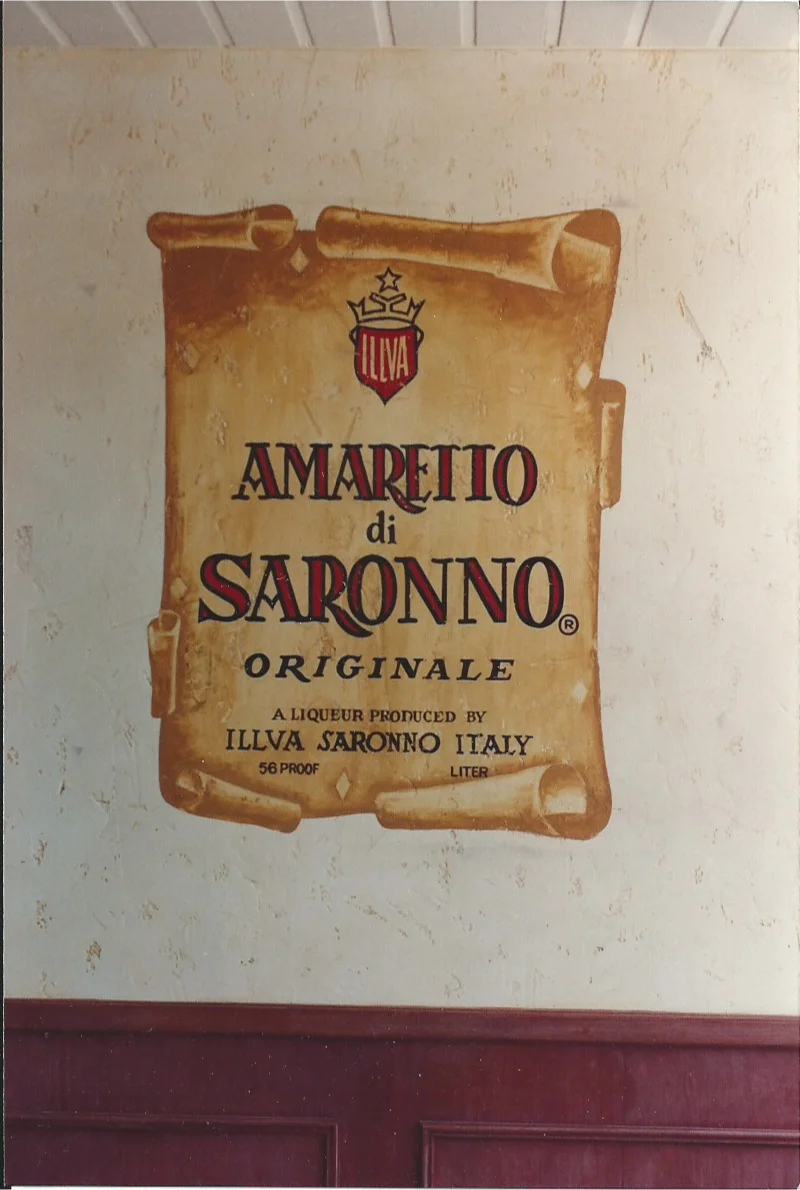 ILLVA
AMARETTO
di
SARONNO®
ORIGINALE
A LIQUEUR PRODUCED BY
ILLVA SARONNO ITALY
56 PROOF LITER